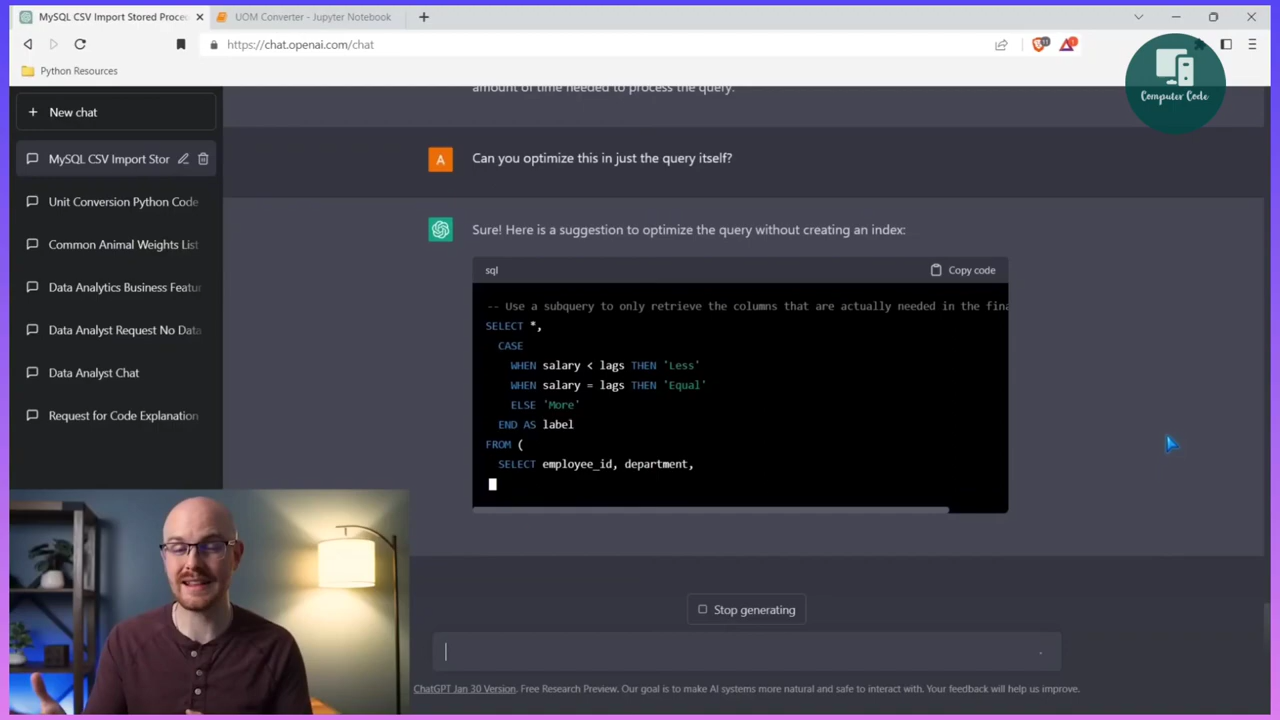 MySQL CSV Import Stored Proce
UOM Converter - Jupyter Notebook
https://chat.openai.com/chat
Python Resources
Computer Code
New chat
MySQL CSV Import Stor
Unit Conversion Python Code
Common Animal Weights List
Data Analytics Business Featur
Data Analyst Request No Data
Data Analyst Chat
Request for Code Explanation
amount of time needed to process the query.
A
Can you optimize this in just the query itself?
Sure! Here is a suggestion to optimize the query without creating an index:
sql
Copy code
-- Use a subquery to only retrieve the columns that are actually needed in the fina
SELECT *,
CASE
WHEN salary < lags THEN 'Less'
WHEN salary = lags THEN 'Equal'
ELSE 'More'
END AS label
FROM (
SELECT employee_id, department,
Stop generating
ChatGPT Jan 30 Version. Free Research Preview. Our goal is to make AI systems more natural and safe to interact with. Your feedback will help us improve.